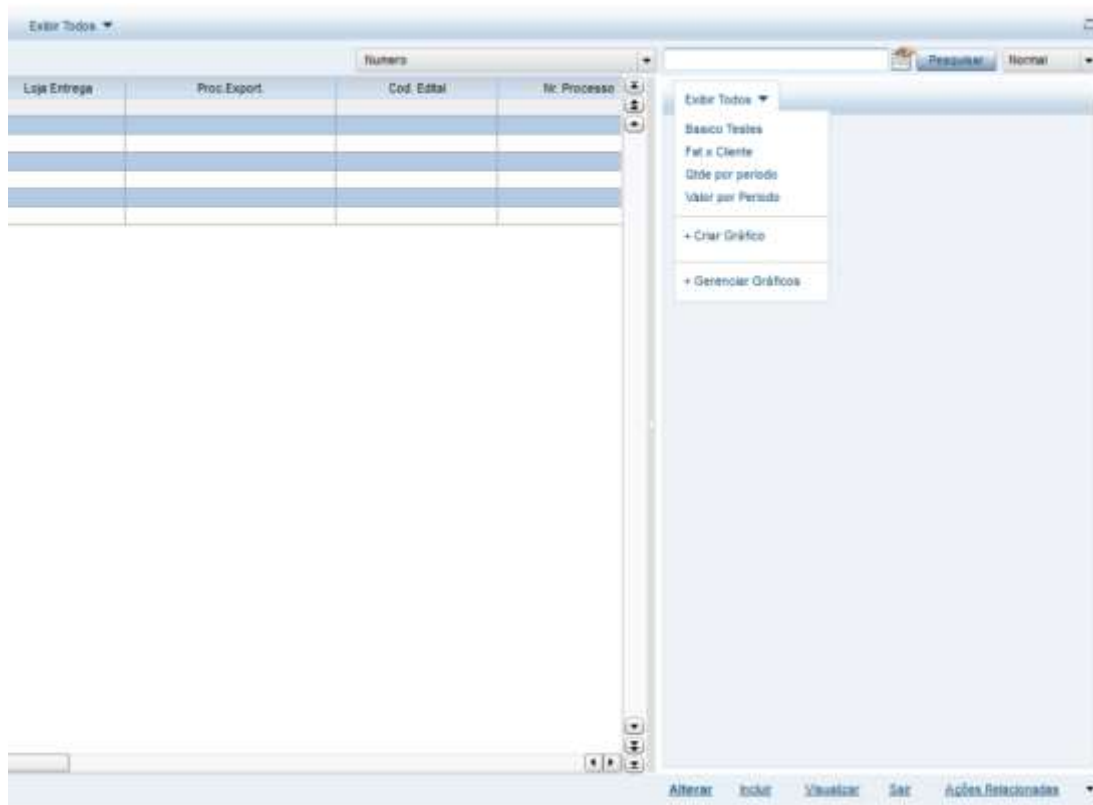 Exibir Todos
Numero
Pesquisar
Normal
Loja Entrega
Proc.Export.
Cod. Edital
Nr. Processo
Exibir Todos
Basico Testes
Fat x Cliente
Qtde por periodo
Valor por Periodo
+ Criar Gráfico
+ Gerenciar Gráficos
Alterar
Incluir
Visualizar
Sair
Ações Relacionadas